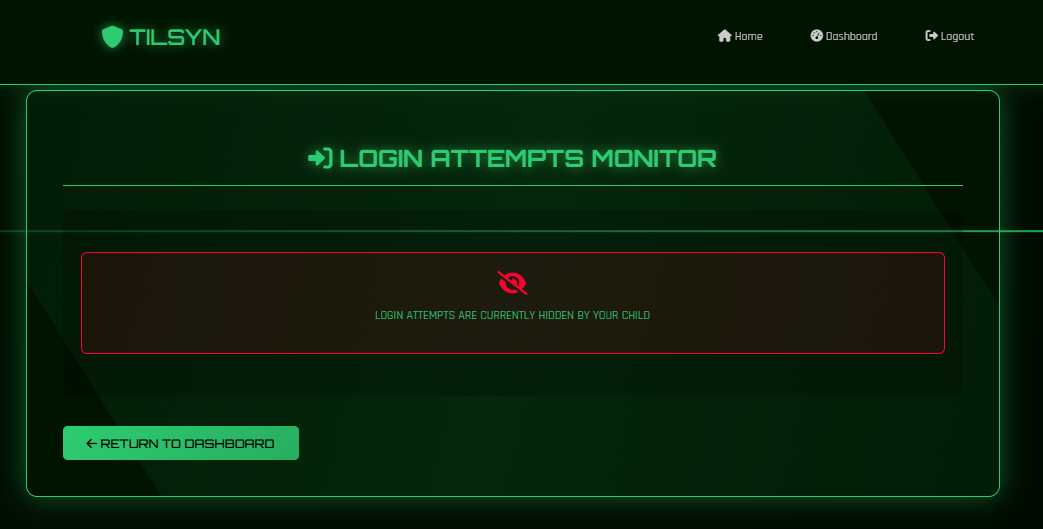 TILSYN
Home Dashboard Logout
LOGIN ATTEMPTS MONITOR
LOGIN ATTEMPTS ARE CURRENTLY HIDDEN BY YOUR CHILD
← RETURN TO DASHBOARD